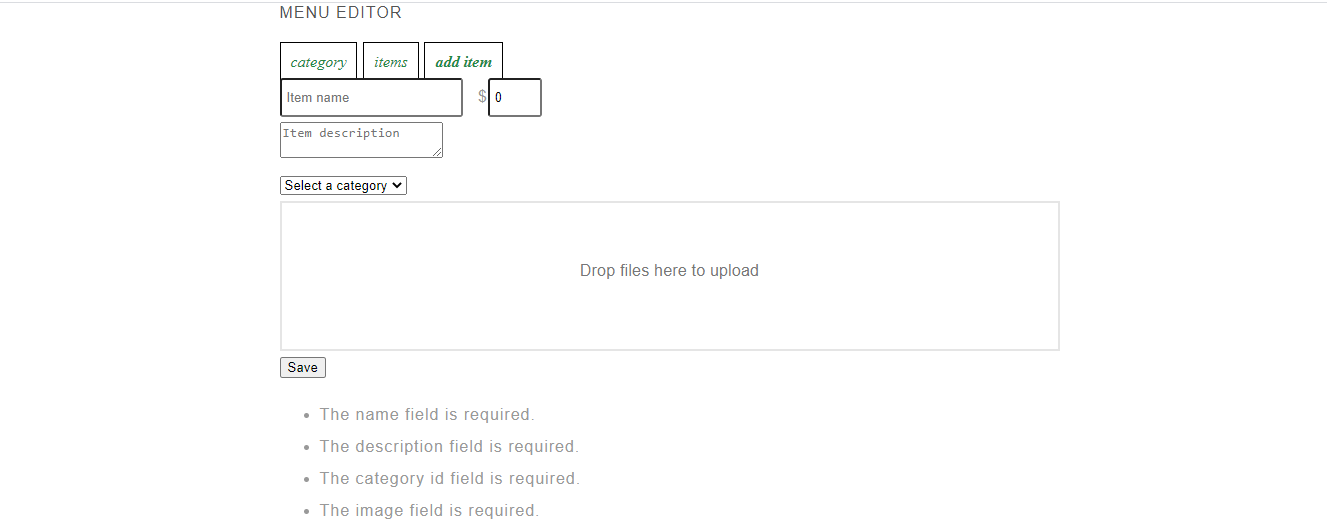 MENU EDITOR
category items add item
Item name $ 0
Item description
Select a category
Drop files here to upload
Save
The name field is required.
The description field is required.
The category id field is required.
The image field is required.